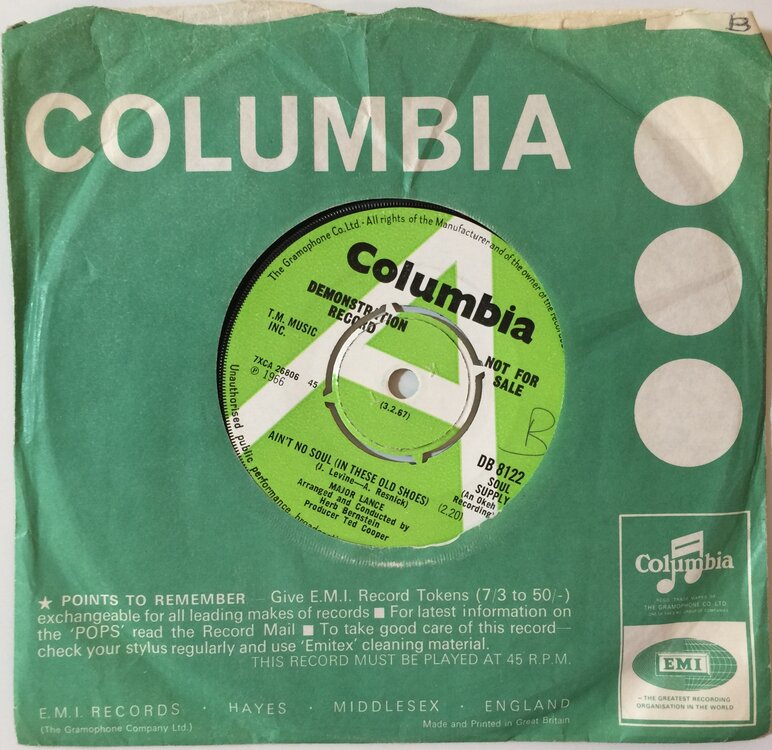 B
COLUMBIA
The Gramophone Co. Ltd · All rights of the Manufacturer and of the owner of the recorded
Columbia
DEMONSTRATION
RECORD
T.M. MUSIC
INC.
NOT FOR
SALE
7XCA 26806 45
℗ 1966
(3.2.67)
B
Unauthorised public performance broadcas
AIN'T NO SOUL (IN THESE OLD SHOES)
(J. Levine—A. Resnick)
MAJOR LANCE
Arranged and Conducted by
Herb Bernstein
Producer Ted Cooper
(2.20)
DB 8122
SOUL
SUPPLY
(An Okeh
Recording)
★ POINTS TO REMEMBER Give E.M.I. Record Tokens (7/3 to 50/-)
exchangeable for all leading makes of records ■ For latest information on
the 'POPS' read the Record Mail ■ To take good care of this record—
check your stylus regularly and use 'Emitex' cleaning material.
THIS RECORD MUST BE PLAYED AT 45 R.P.M.
E.M.I. RECORDS · HAYES · MIDDLESEX · ENGLAND
(The Gramophone Company Ltd.) Made and Printed in Great Britain
Columbia
REGD. TRADE MARKS OF
THE GRAMOPHONE CO. LTD.
EMI
—THE GREATEST RECORDING
ORGANISATION IN THE WORLD